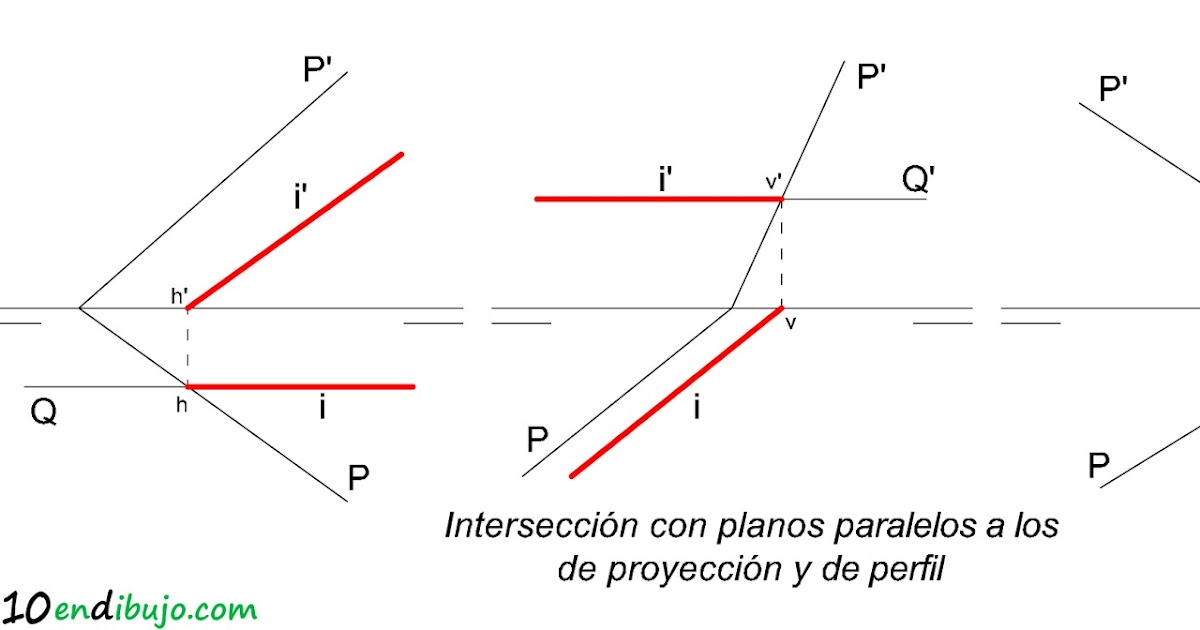 P'
i'
h'
Q
h
i
P
P'
i'
v'
Q'
v
P
i
P'
P
Intersección con planos paralelos a los
de proyección y de perfil
10endibujo.com